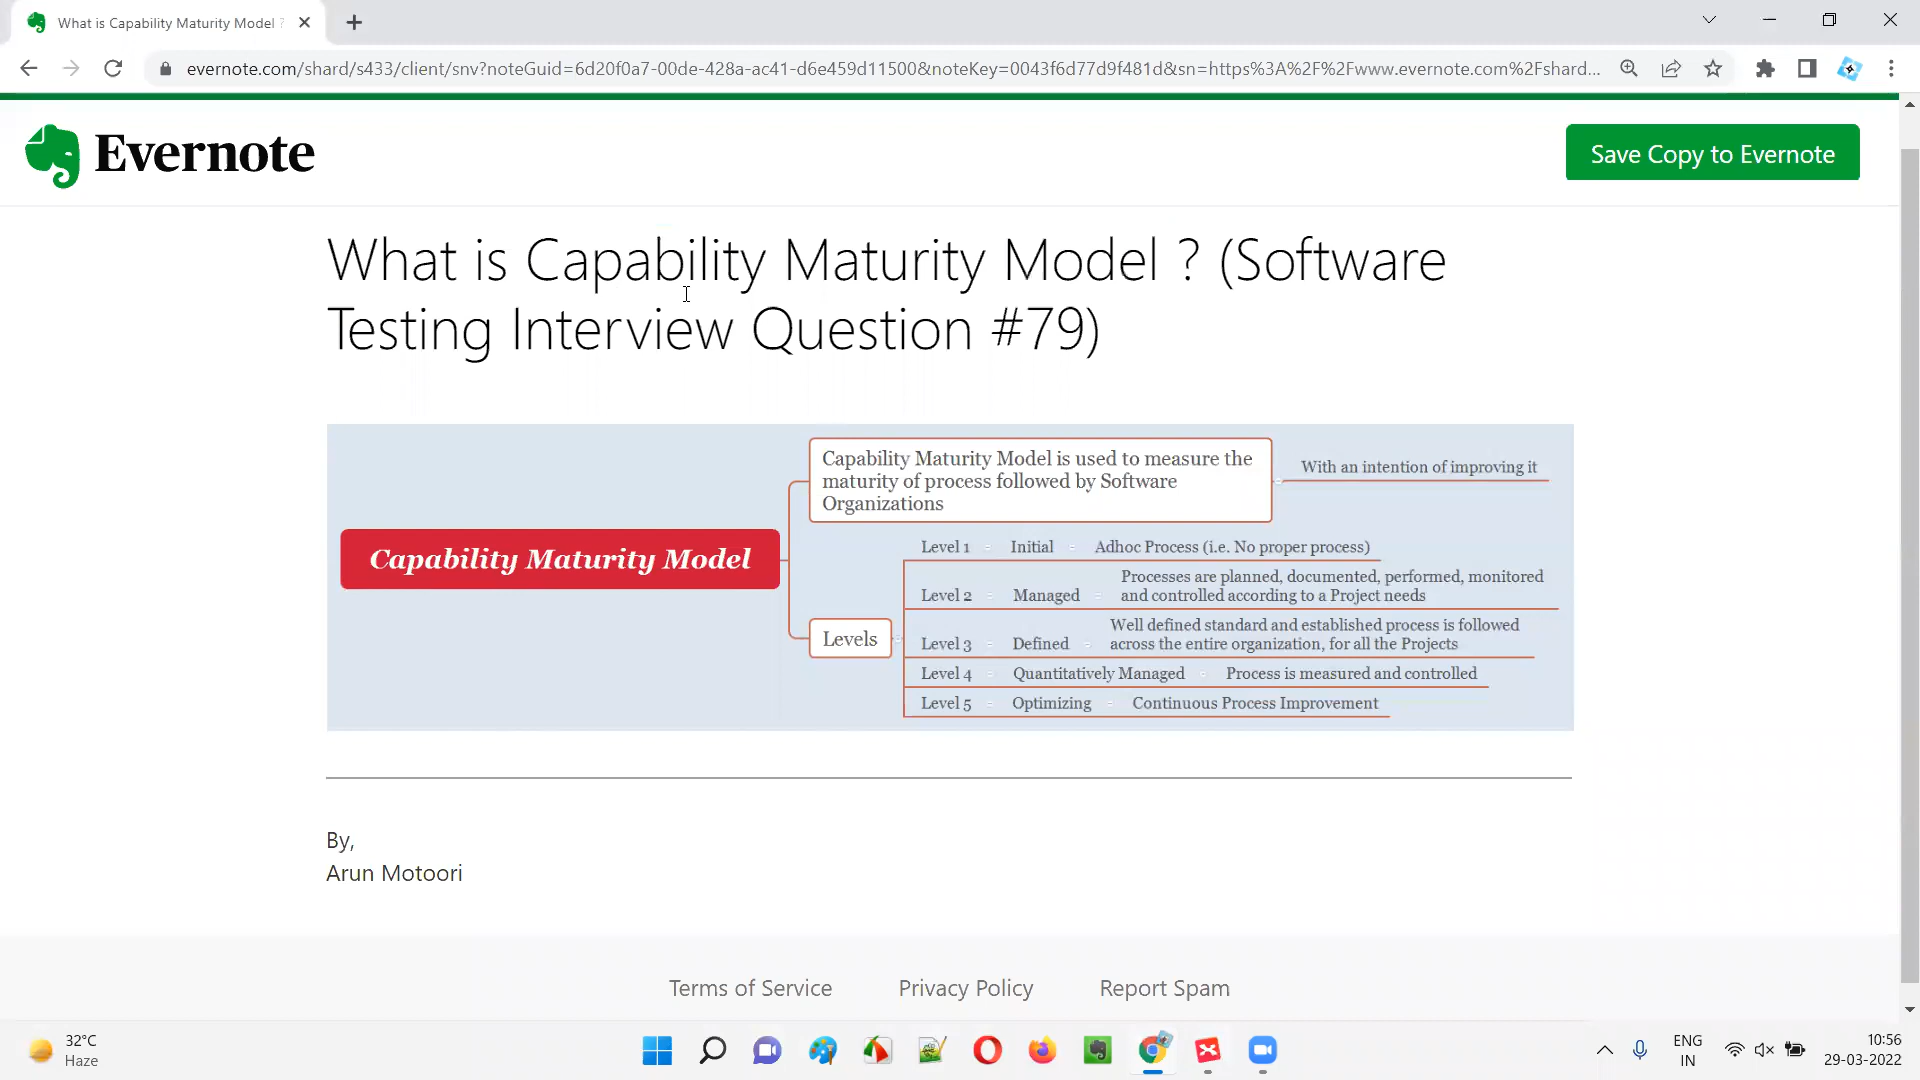 What is Capability Maturity Model ?
evernote.com/shard/s433/client/snv?noteGuid=6d20f0a7-00de-428a-ac41-d6e459d11500&noteKey=0043f6d77d9f481d&sn=https%3A%2F%2Fwww.evernote.com%2Fshard...
Evernote
Save Copy to Evernote
What is Capability Maturity Model ? (Software
Testing Interview Question #79)
Capability Maturity Model is used to measure the
maturity of process followed by Software
Organizations
With an intention of improving it
Capability Maturity Model
Levels
Level 1 Initial Adhoc Process (i.e. No proper process)
Level 2 Managed Processes are planned, documented, performed, monitored
and controlled according to a Project needs
Level 3 Defined Well defined standard and established process is followed
across the entire organization, for all the Projects
Level 4 Quantitatively Managed Process is measured and controlled
Level 5 Optimizing Continuous Process Improvement
By,
Arun Motoori
Terms of Service Privacy Policy Report Spam
32°C
Haze
ENG
IN
10:56
29-03-2022